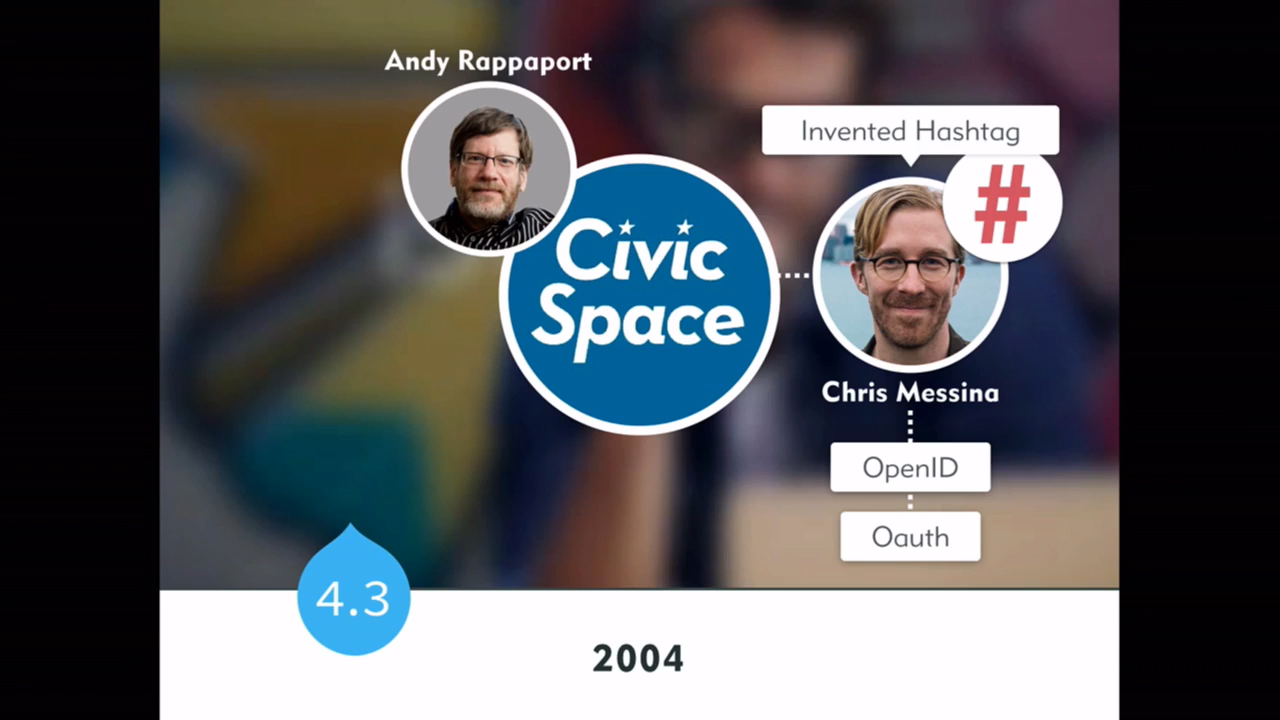 Andy Rappaport
Invented Hashtag
#
Civic
Space
Chris Messina
OpenID
Oauth
4.3
2004